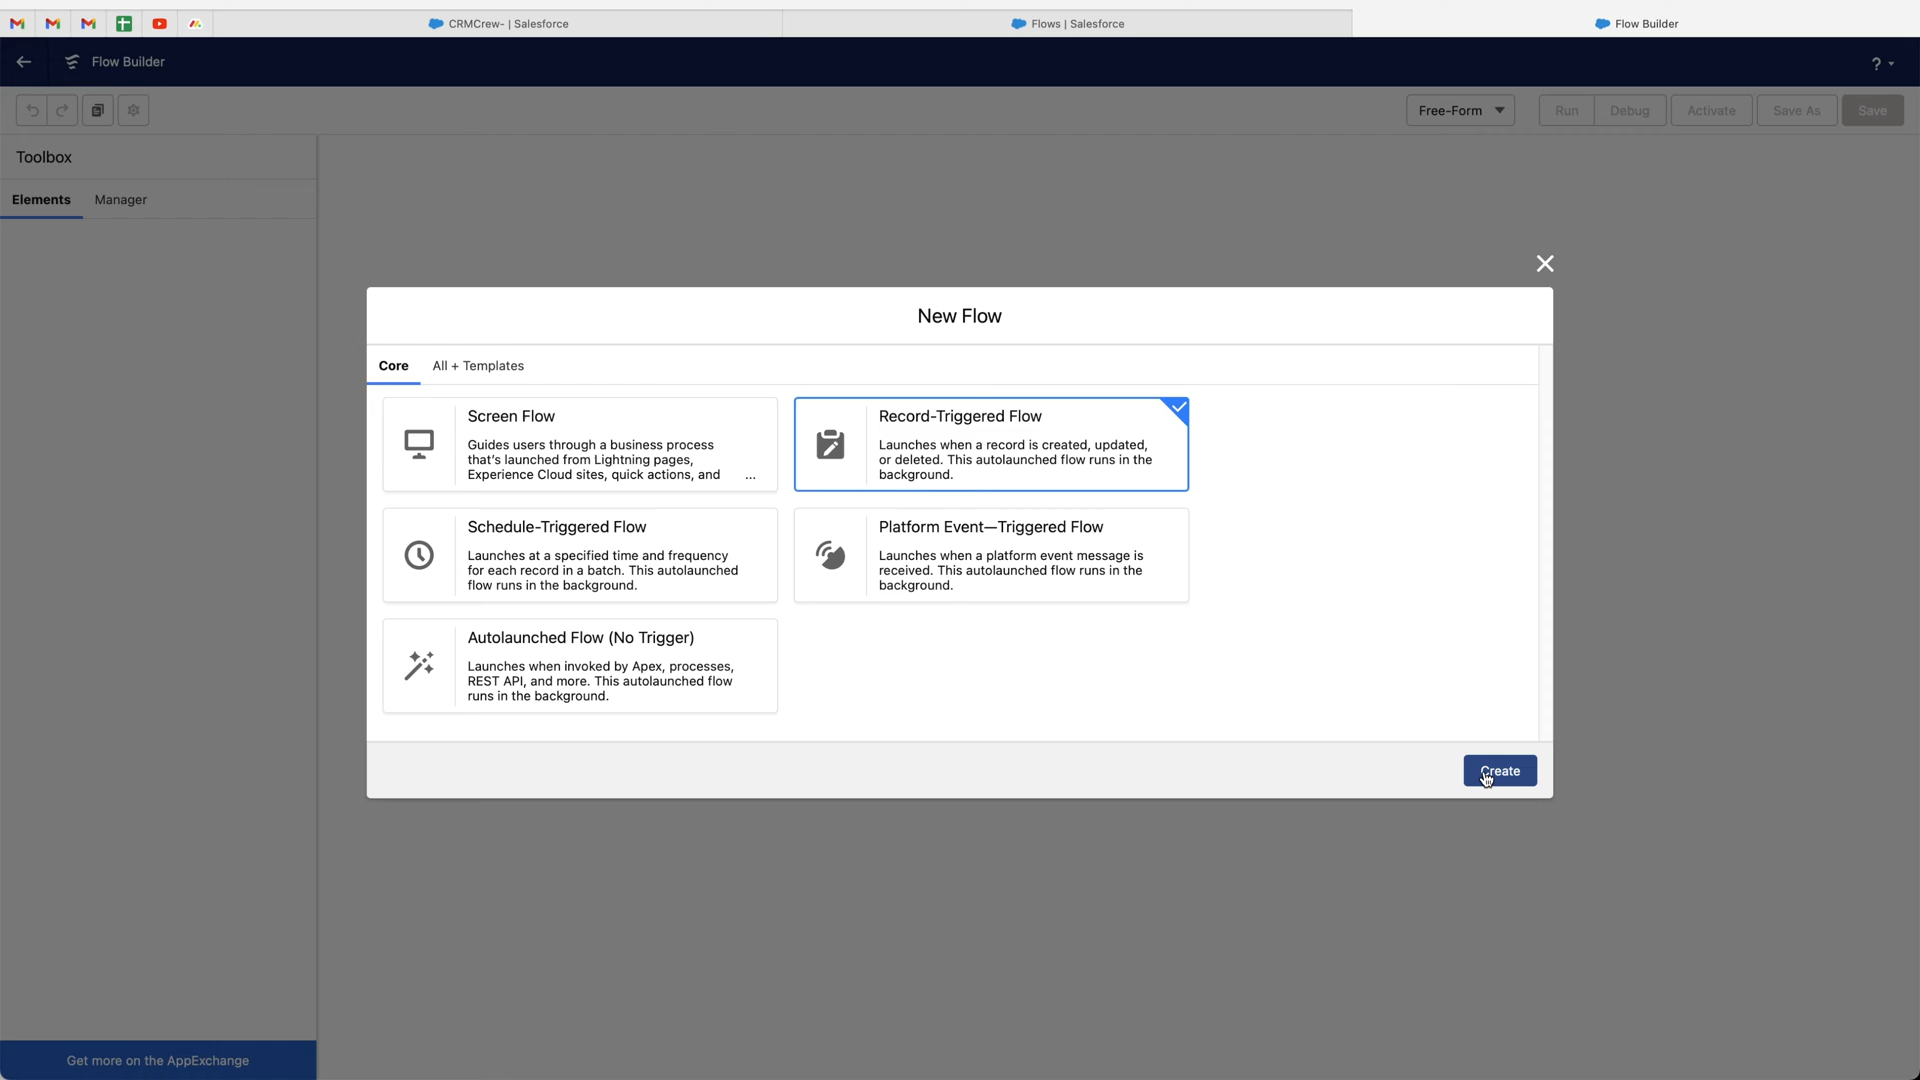 CRMCrew- | Salesforce
Flows | Salesforce
Flow Builder
Flow Builder
?
Free-Form
Run
Debug
Activate
Save As
Save
Toolbox
Elements
Manager
New Flow
Core
All + Templates
Screen Flow
Guides users through a business process
that's launched from Lightning pages,
Experience Cloud sites, quick actions, and ...
Record-Triggered Flow
Launches when a record is created, updated,
or deleted. This autolaunched flow runs in the
background.
Schedule-Triggered Flow
Launches at a specified time and frequency
for each record in a batch. This autolaunched
flow runs in the background.
Platform Event—Triggered Flow
Launches when a platform event message is
received. This autolaunched flow runs in the
background.
Autolaunched Flow (No Trigger)
Launches when invoked by Apex, processes,
REST API, and more. This autolaunched flow
runs in the background.
Create
Get more on the AppExchange